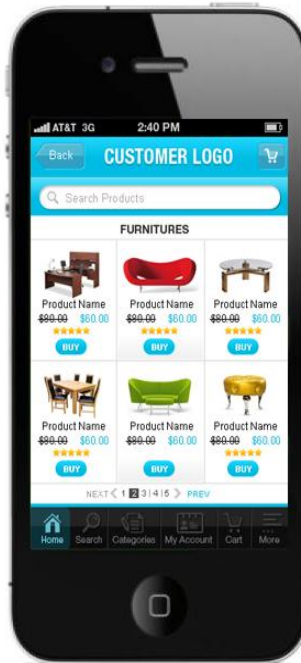 AT&T 3G 2:40 PM
Back CUSTOMER LOGO
Search Products
FURNITURES
Product Name Product Name Product Name
$80.00 $60.00 $80.00 $60.00 $80.00 $60.00
BUY BUY BUY
Product Name Product Name Product Name
$80.00 $60.00 $80.00 $60.00 $80.00 $60.00
BUY BUY BUY
NEXT < 1 2 3 | 4 | 5 > PREV
Home Search Categories My Account Cart More